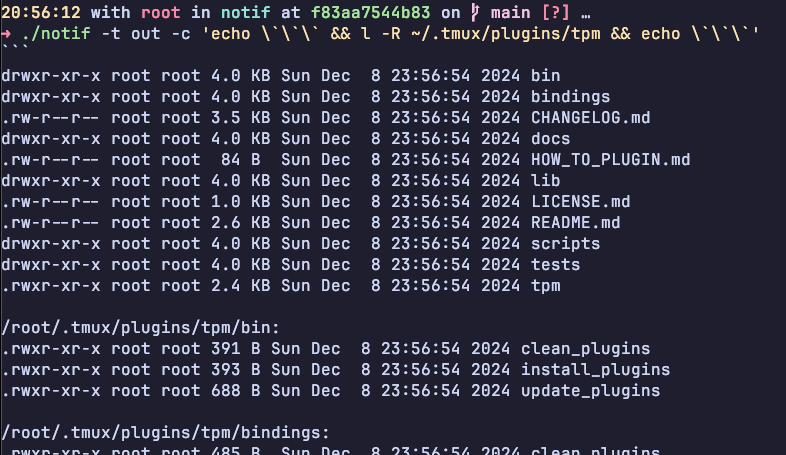 20:56:12 with root in notif at f83aa7544b83 on main [?] …
➜ ./notif -t out -c 'echo \`\`\` && l -R ~/.tmux/plugins/tpm && echo \`\`\`'
```
drwxr-xr-x root root 4.0 KB Sun Dec  8 23:56:54 2024 bin
drwxr-xr-x root root 4.0 KB Sun Dec  8 23:56:54 2024 bindings
.rw-r--r-- root root 3.5 KB Sun Dec  8 23:56:54 2024 CHANGELOG.md
drwxr-xr-x root root 4.0 KB Sun Dec  8 23:56:54 2024 docs
.rw-r--r-- root root  84 B  Sun Dec  8 23:56:54 2024 HOW_TO_PLUGIN.md
drwxr-xr-x root root 4.0 KB Sun Dec  8 23:56:54 2024 lib
.rw-r--r-- root root 1.0 KB Sun Dec  8 23:56:54 2024 LICENSE.md
.rw-r--r-- root root 2.6 KB Sun Dec  8 23:56:54 2024 README.md
drwxr-xr-x root root 4.0 KB Sun Dec  8 23:56:54 2024 scripts
drwxr-xr-x root root 4.0 KB Sun Dec  8 23:56:54 2024 tests
.rwxr-xr-x root root 2.4 KB Sun Dec  8 23:56:54 2024 tpm
/root/.tmux/plugins/tpm/bin:
.rwxr-xr-x root root 391 B Sun Dec  8 23:56:54 2024 clean_plugins
.rwxr-xr-x root root 393 B Sun Dec  8 23:56:54 2024 install_plugins
.rwxr-xr-x root root 688 B Sun Dec  8 23:56:54 2024 update_plugins
/root/.tmux/plugins/tpm/bindings:
.rwxr-xr-x root root 485 B Sun Dec  8 23:56:54 2024 clean_plugins